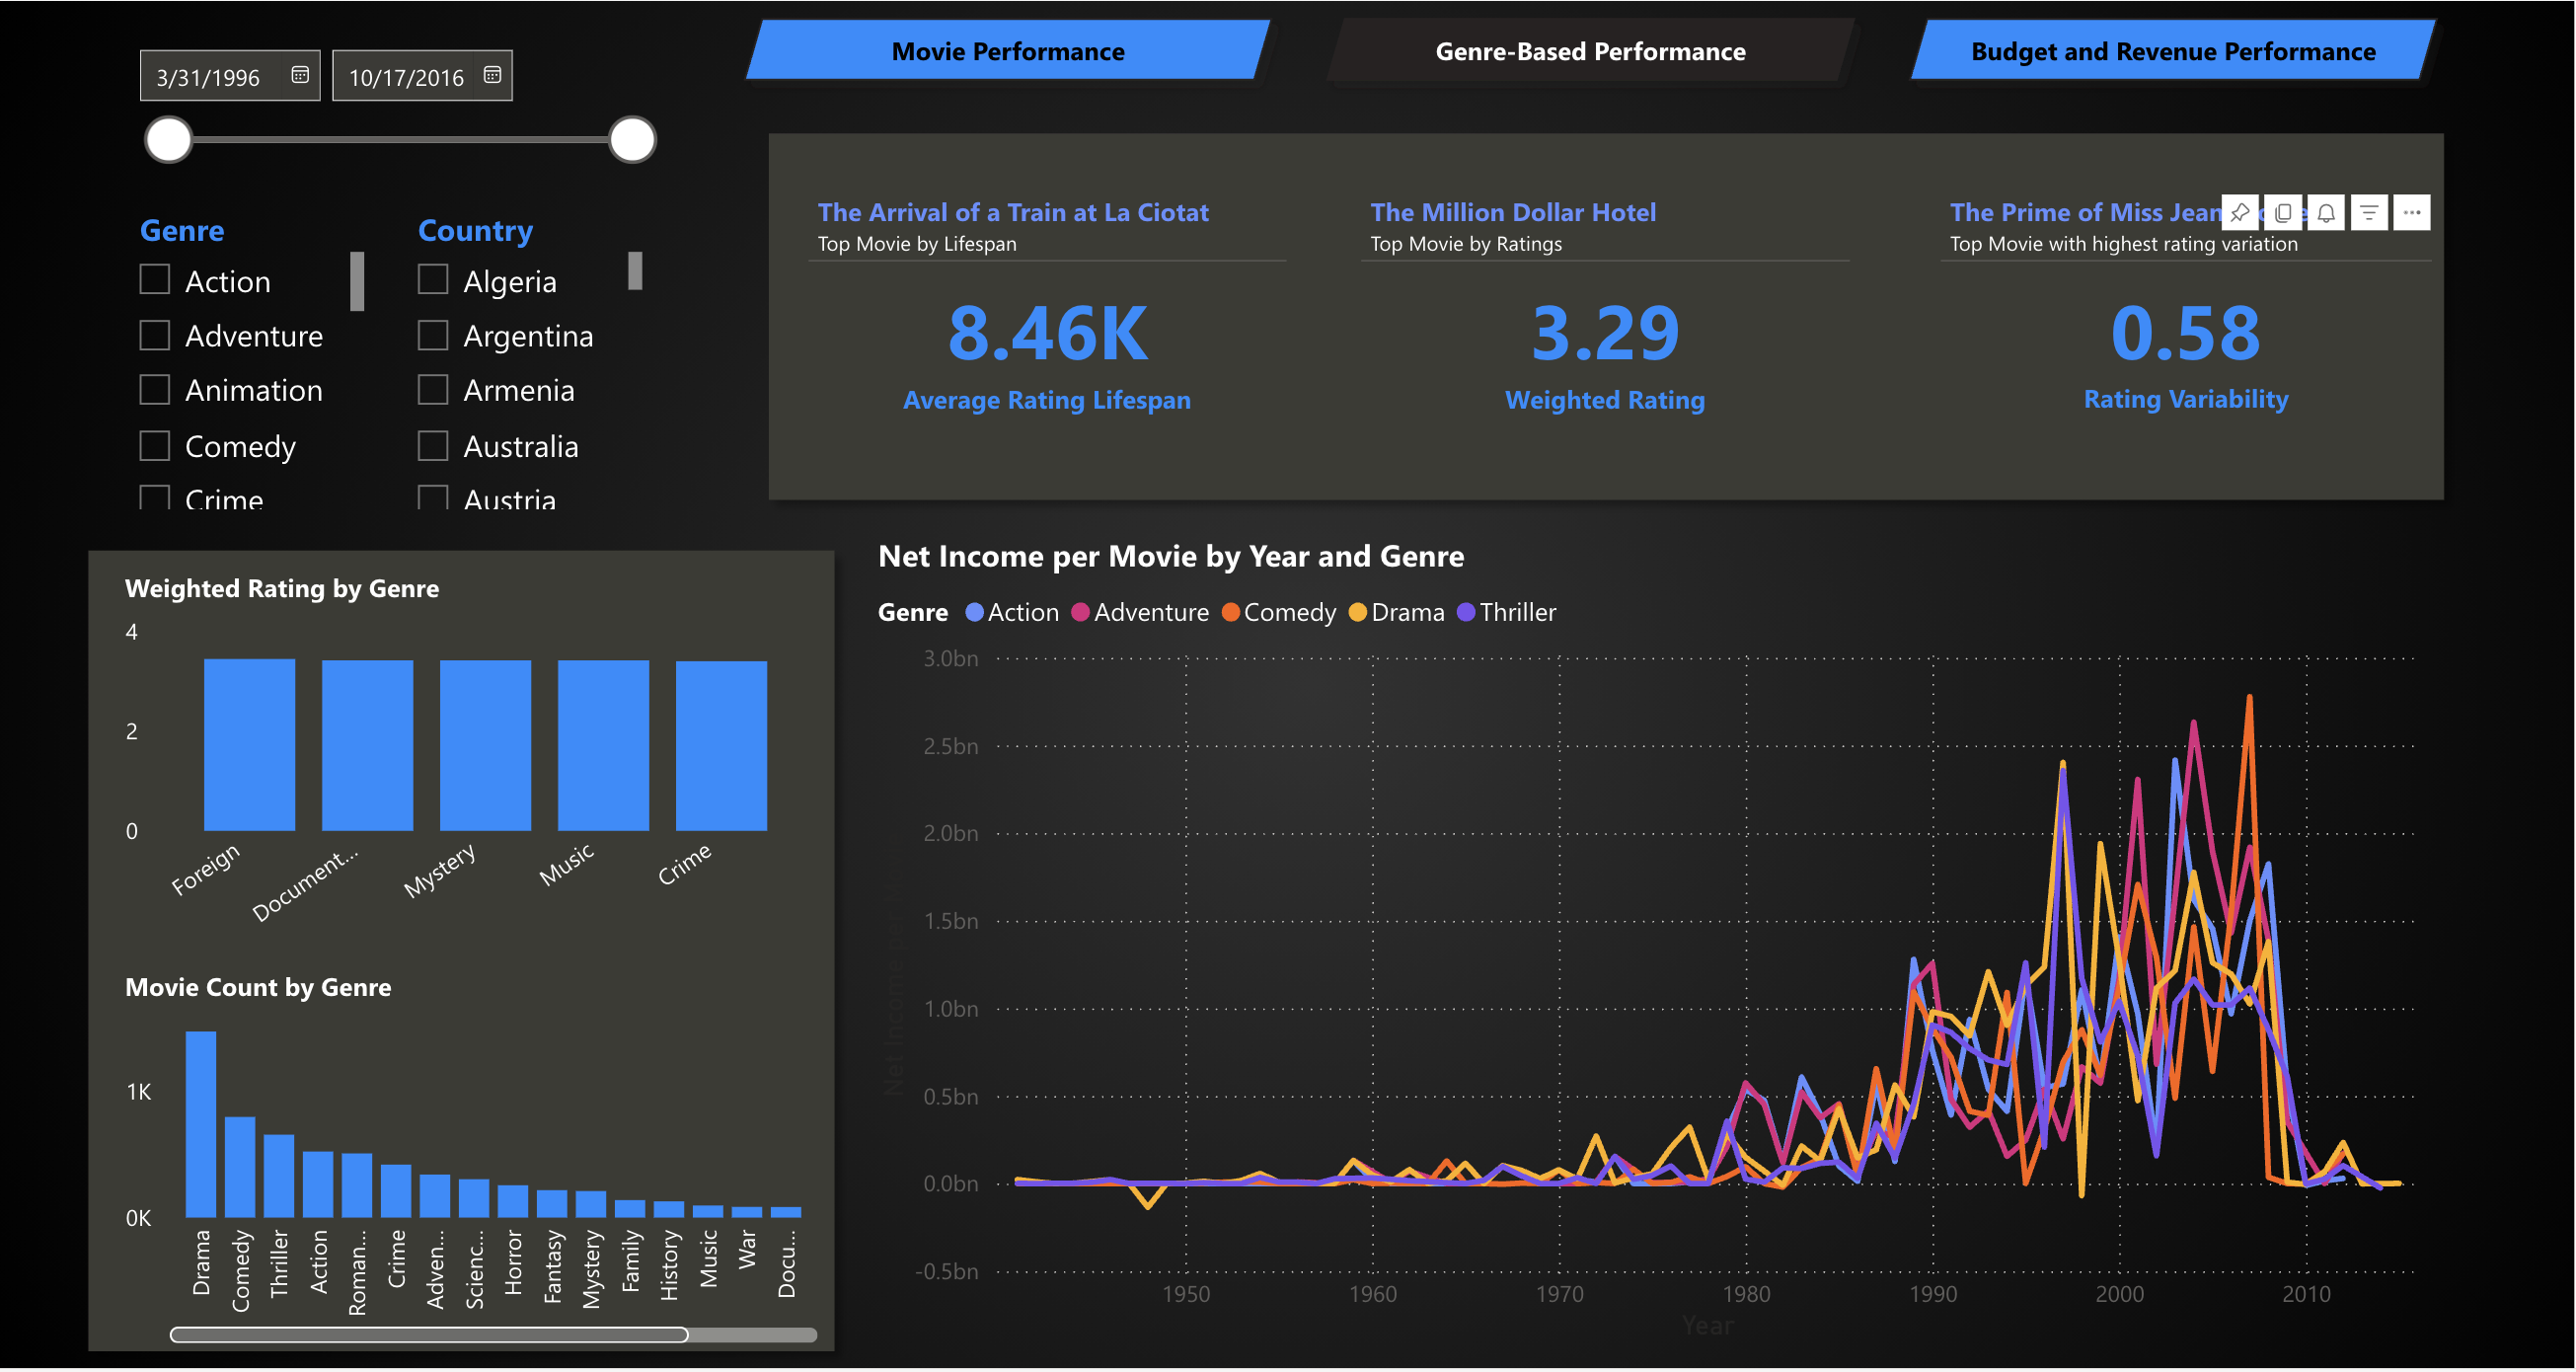 Movie Performance
Genre-Based Performance
Budget and Revenue Performance
3/31/1996
10/17/2016
Genre
Action
Adventure
Animation
Comedy
Crime
Country
Algeria
Argentina
Armenia
Australia
Austria
The Arrival of a Train at La Ciotat
Top Movie by Lifespan
8.46K
Average Rating Lifespan
The Million Dollar Hotel
Top Movie by Ratings
3.29
Weighted Rating
The Prime of Miss Jean
Top Movie with highest rating variation
0.58
Rating Variability
Weighted Rating by Genre
4
2
0
Foreign
Document...
Mystery
Music
Crime
Movie Count by Genre
1K
0K
Drama
Comedy
Thriller
Action
Roman...
Crime
Adven...
Scienc...
Horror
Fantasy
Mystery
Family
History
Music
War
Docu...
Net Income per Movie by Year and Genre
Genre Action Adventure Comedy Drama Thriller
3.0bn
2.5bn
2.0bn
1.5bn
1.0bn
0.5bn
0.0bn
-0.5bn
1950 1960 1970 1980 1990 2000 2010
Year
Net Income per